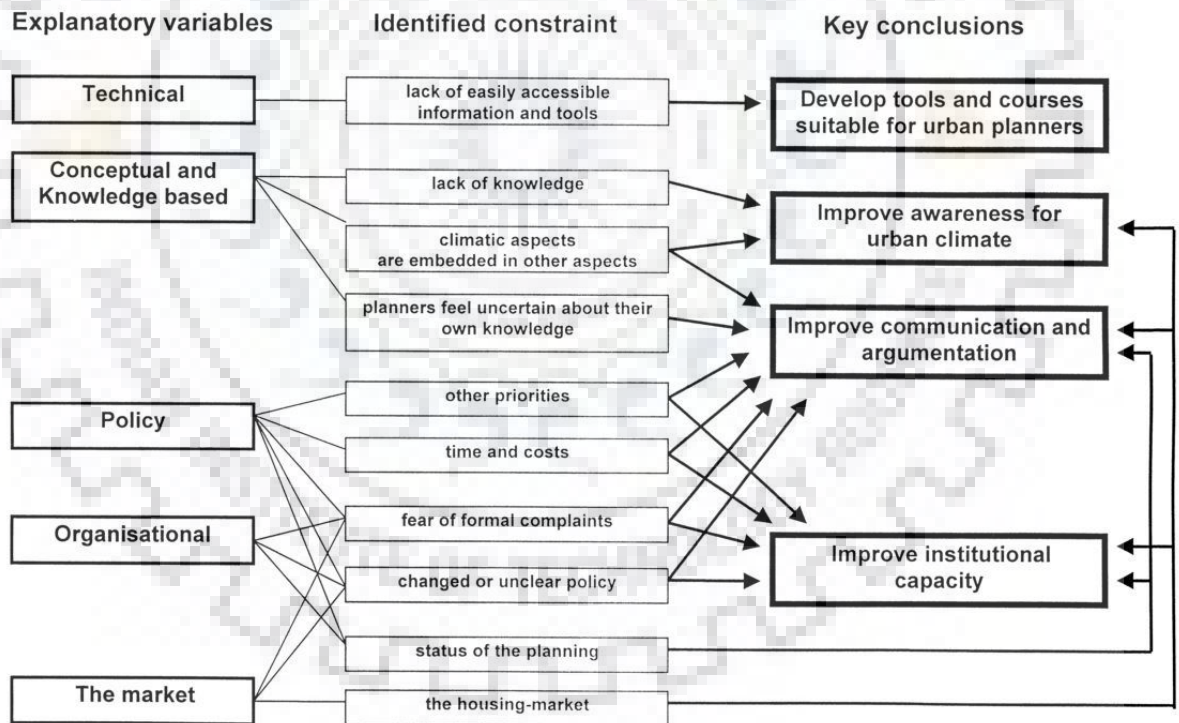 Explanatory variables
Identified constraint
Key conclusions
Technical
Conceptual and
Knowledge based
Policy
Organisational
The market
lack of easily accessible
information and tools
lack of knowledge
climatic aspects
are embedded in other aspects
planners feel uncertain about their
own knowledge
other priorities
time and costs
fear of formal complaints
changed or unclear policy
status of the planning
the housing-market
Develop tools and courses
suitable for urban planners
Improve awareness for
urban climate
Improve communication and
argumentation
Improve institutional
capacity